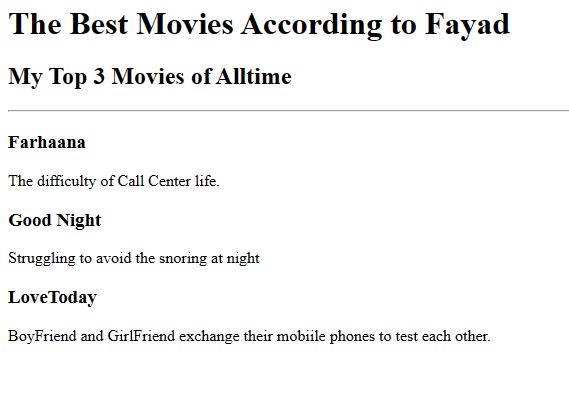 The Best Movies According to Fayad
My Top 3 Movies of Alltime
Farhaana
The difficulty of Call Center life.
Good Night
Struggling to avoid the snoring at night
LoveToday
BoyFriend and GirlFriend exchange their mobiile phones to test each other.